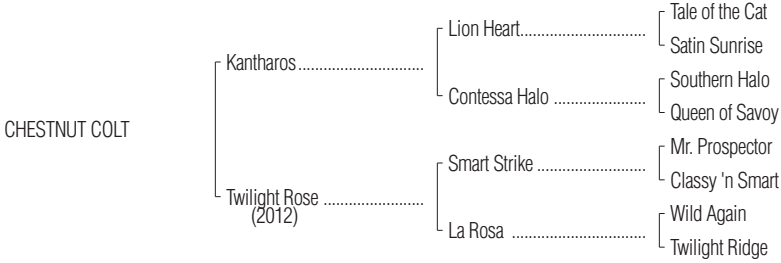 Tale of the Cat
Lion Heart..............................
Satin Sunrise
Kantharos..............................
Southern Halo
Contessa Halo ......................
Queen of Savoy
CHESTNUT COLT
Mr. Prospector
Smart Strike ..........................
Classy 'n Smart
Twilight Rose ........................
(2012)
Wild Again
La Rosa ................................
Twilight Ridge